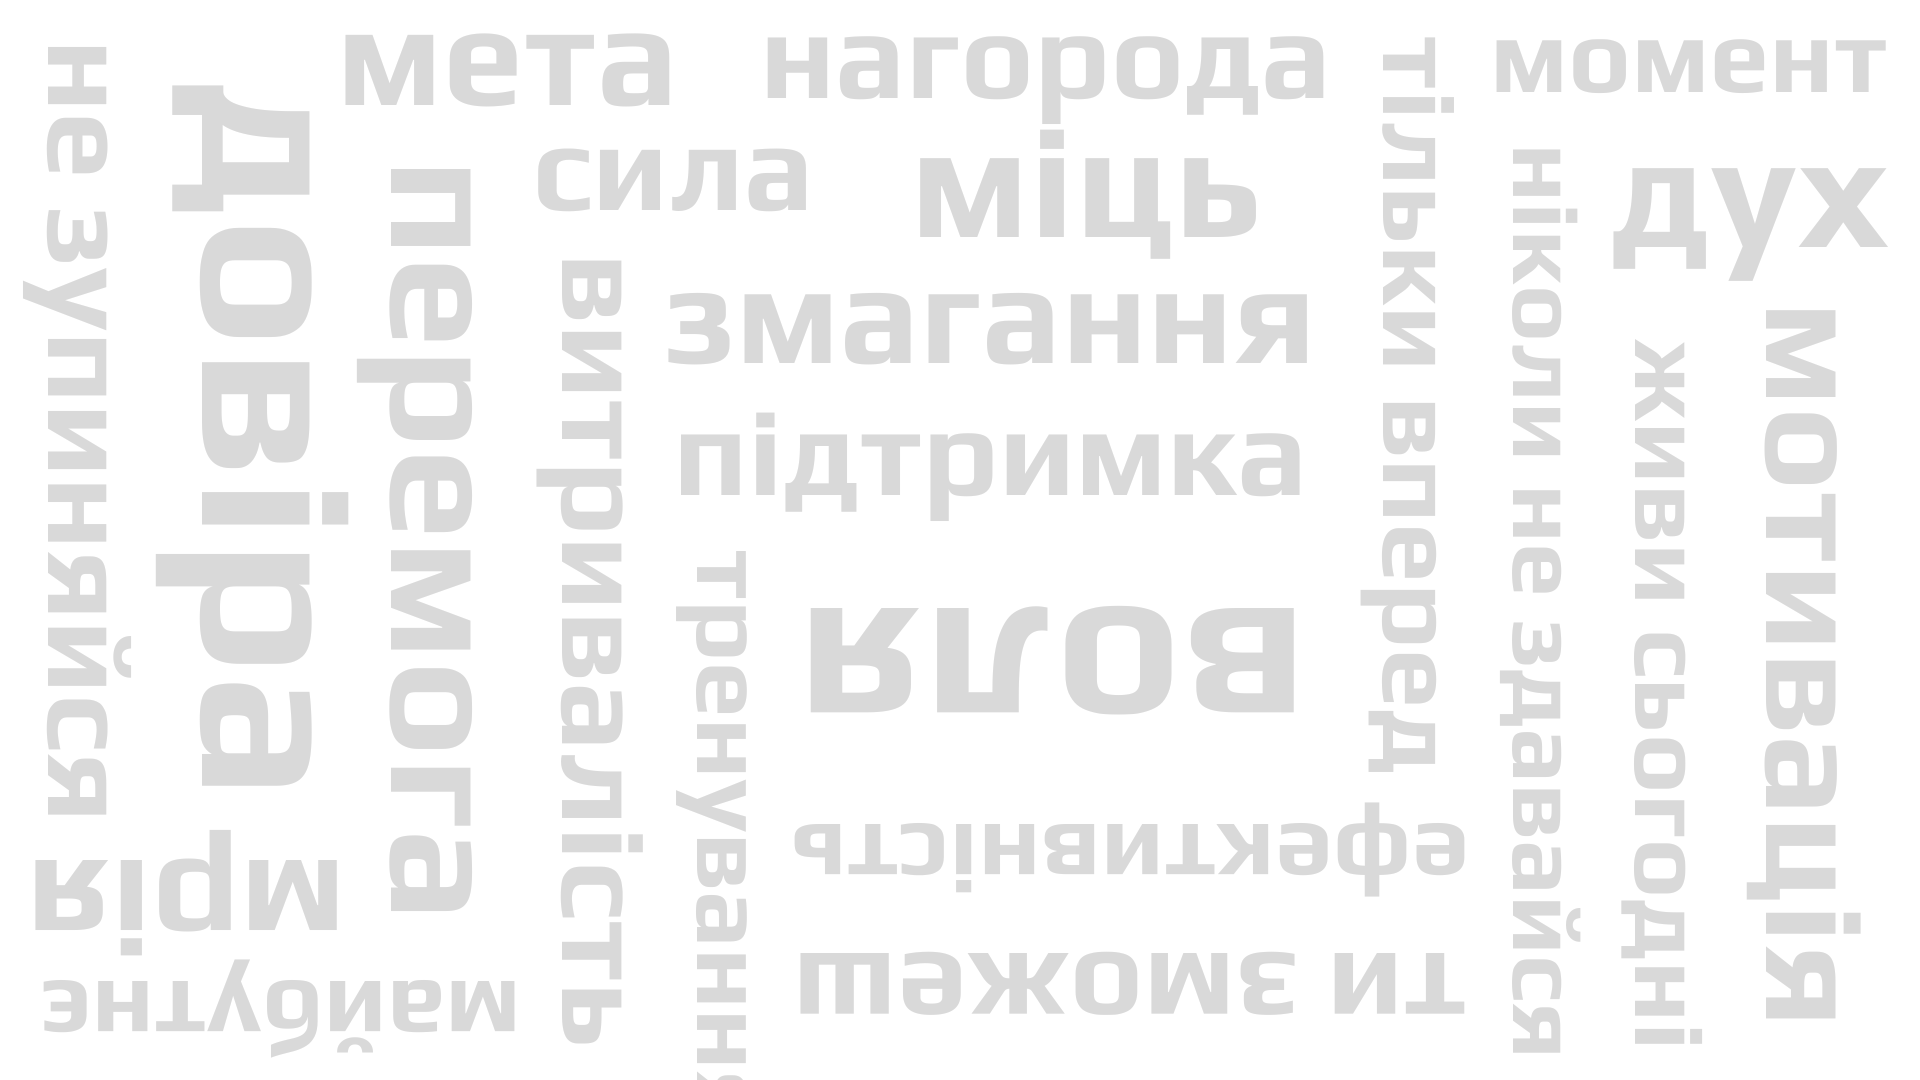 не зупиняйся
довіра
мета
нагорода
тільки вперед
момент
перемога
сила
міць
ніколи не здавайся
дух
витривалість
змагання
живи сьогодні
мотивація
підтримка
тренування
воля
ефективність
мрія
ти зможеш
майбутнє